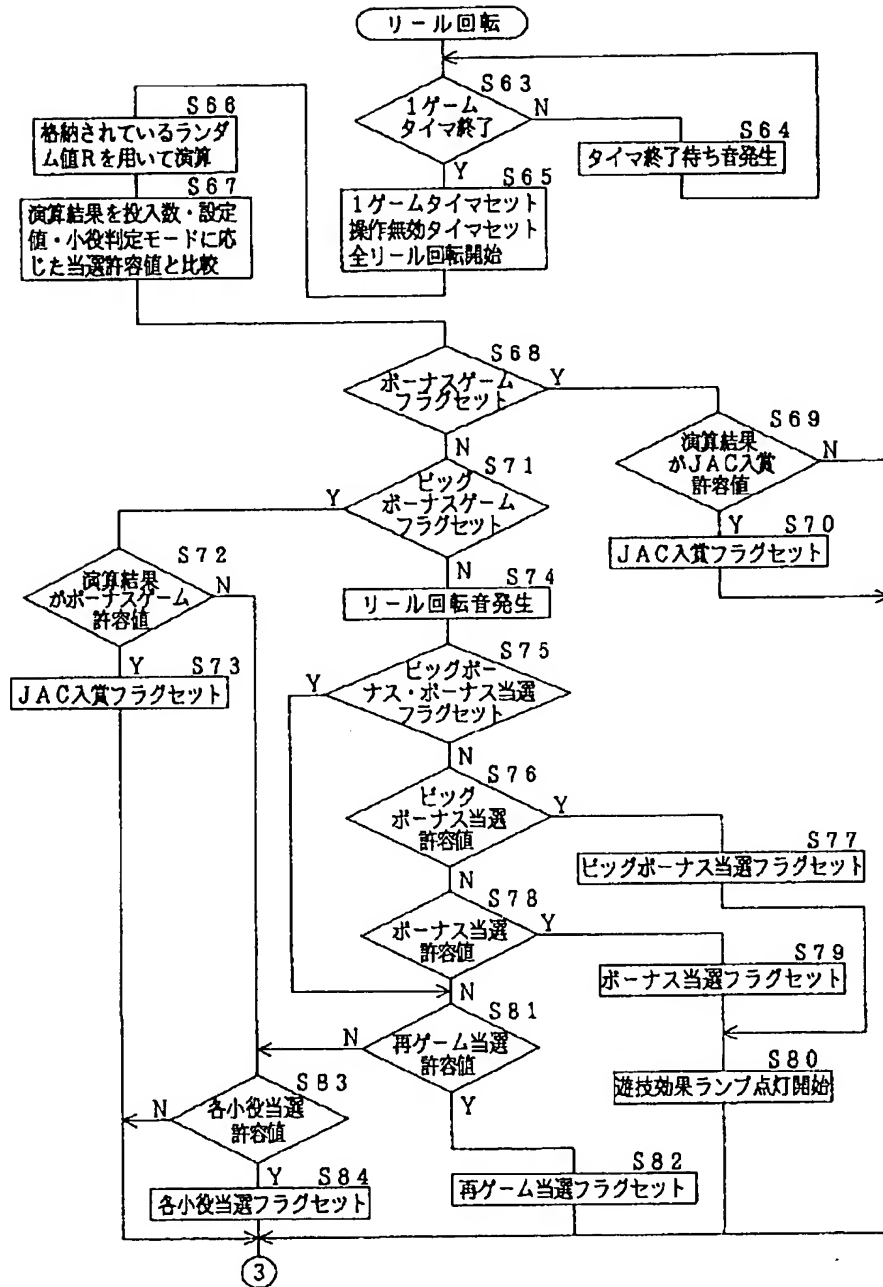 リール回転
S63
1ゲーム
タイマ終了
N
Y
S64
タイマ終了待ち音発生
S65
1ゲームタイマセット
操作無効タイマセット
全リール回転開始
S66
格納されているランダ
ム値Rを用いて演算
S67
演算結果を投入数・設定
値・小役判定モードに応
じた当選許容値と比較
S68
ボーナスゲーム
フラグセット
Y
N
S69
演算結果
がJAC入賞
許容値
N
Y
S70
JAC入賞フラグセット
S71
ビッグ
ボーナスゲーム
フラグセット
Y
N
S72
演算結果
がボーナスゲーム
許容値
N
Y
S73
JAC入賞フラグセット
S74
リール回転音発生
S75
ビッグボー
ナス・ボーナス当選
フラグセット
Y
N
S76
ビッグ
ボーナス当選
許容値
Y
N
S77
ビッグボーナス当選フラグセット
S78
ボーナス当選
許容値
Y
N
S79
ボーナス当選フラグセット
S80
遊技効果ランプ点灯開始
S81
再ゲーム当選
許容値
N
Y
S82
再ゲーム当選フラグセット
S83
各小役当選
許容値
N
Y
S84
各小役当選フラグセット
3